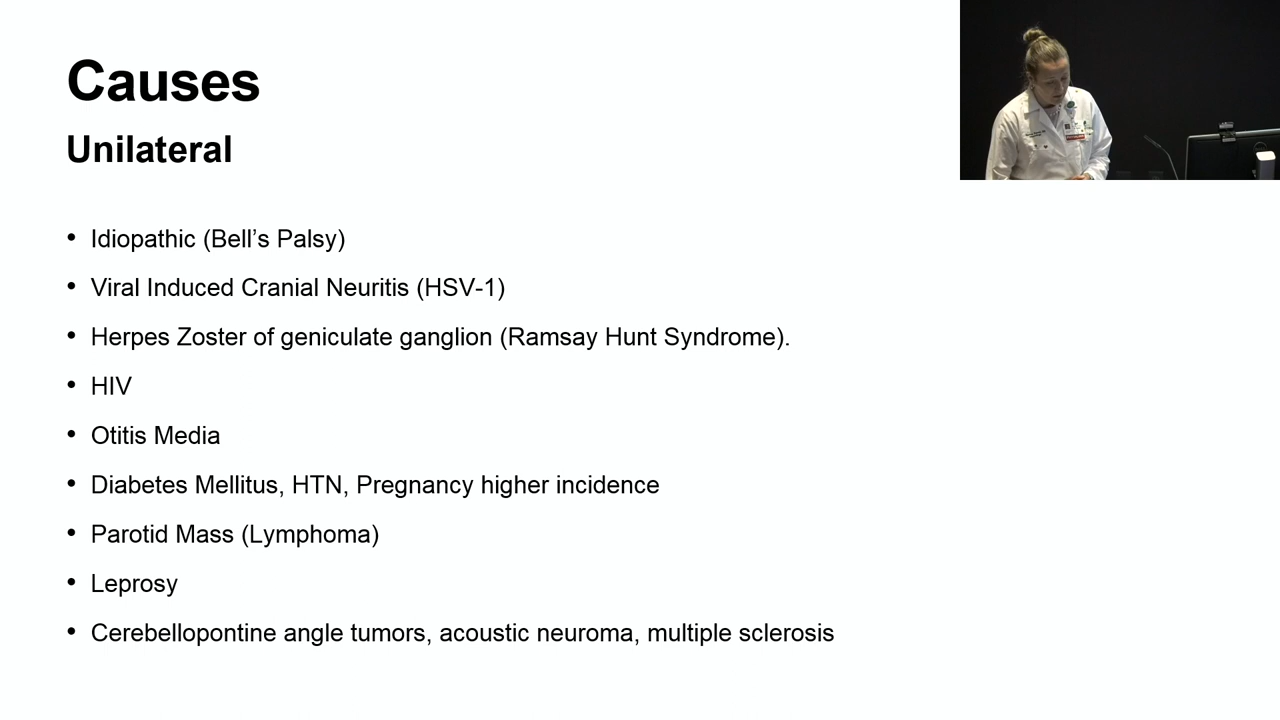 Causes
Unilateral
• Idiopathic (Bell’s Palsy)
• Viral Induced Cranial Neuritis (HSV-1)
• Herpes Zoster of geniculate ganglion (Ramsay Hunt Syndrome).
• HIV
• Otitis Media
• Diabetes Mellitus, HTN, Pregnancy higher incidence
• Parotid Mass (Lymphoma)
• Leprosy
• Cerebellopontine angle tumors, acoustic neuroma, multiple sclerosis